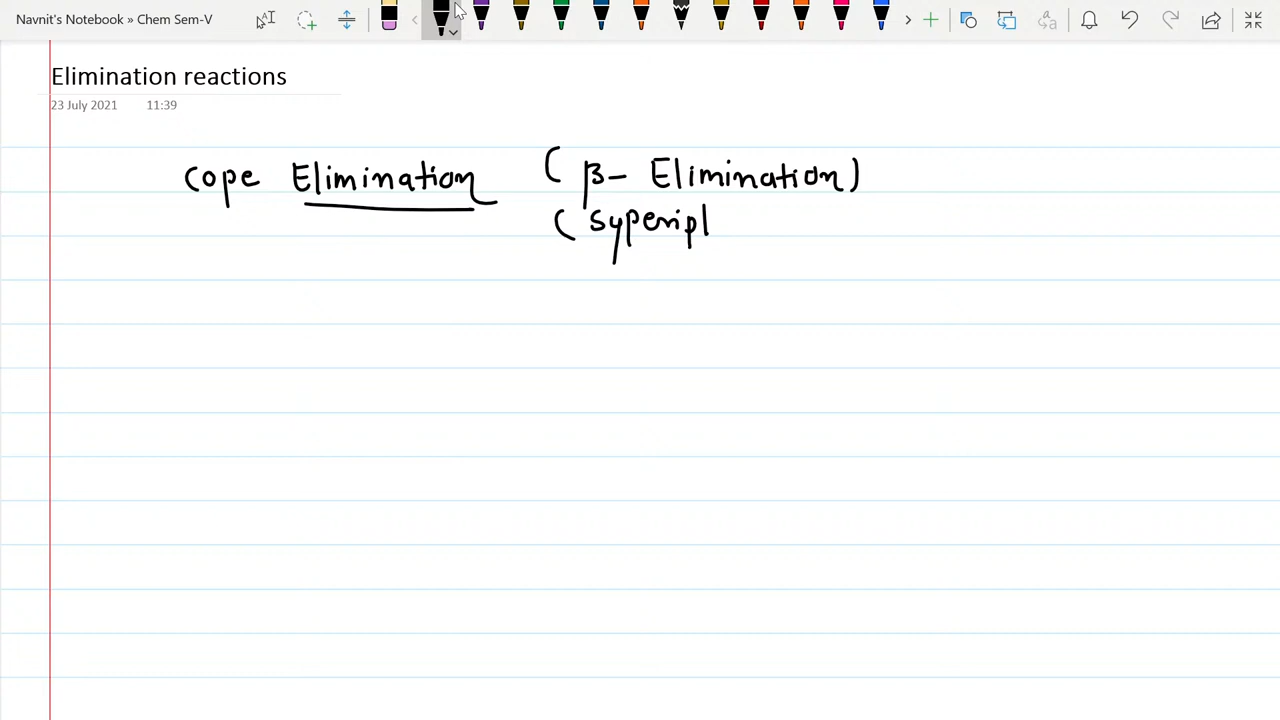 Navnit's Notebook » Chem Sem-V
Elimination reactions
23 July 2021 11:39
Cope Elimination ( β- Elimination)
( Syperipl